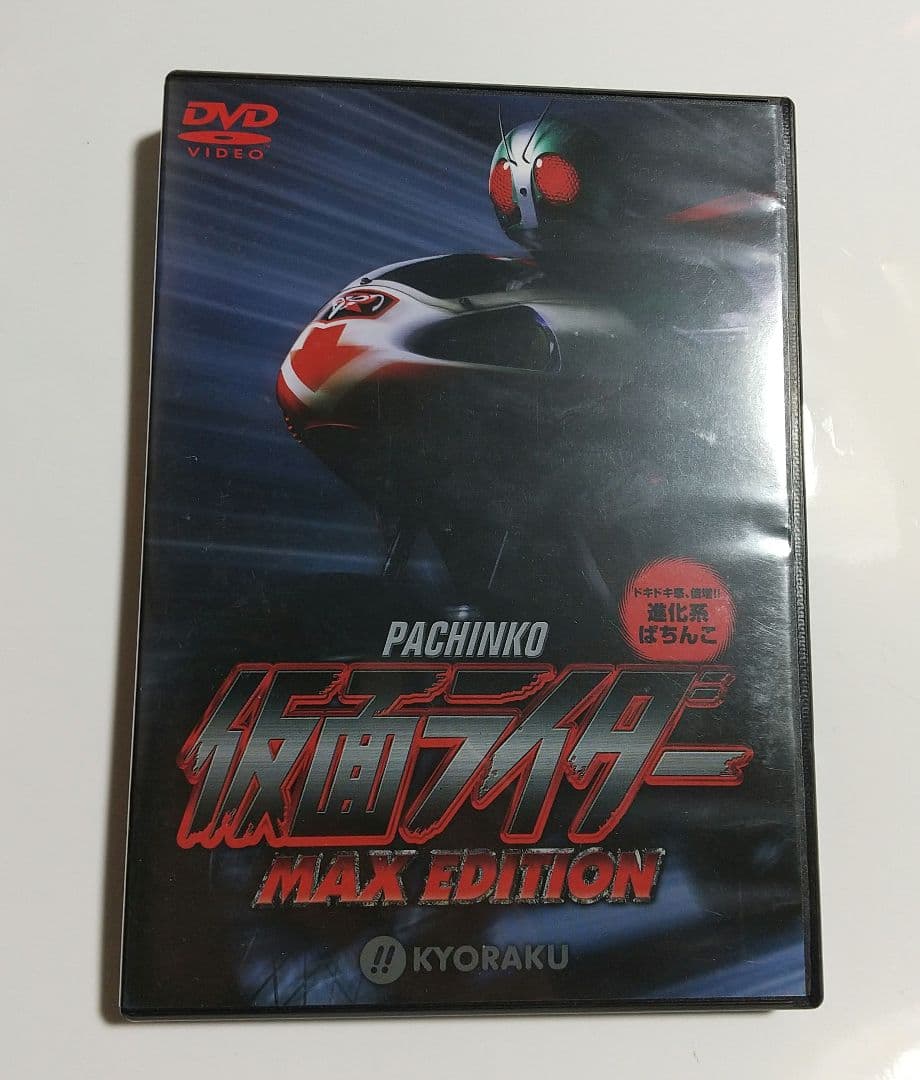 DVD
VIDEO
ドキドキ感、倍増!!
進化系
ぱちんこ
PACHINKO
仮面ライダー
MAX EDITION
!! KYORAKU